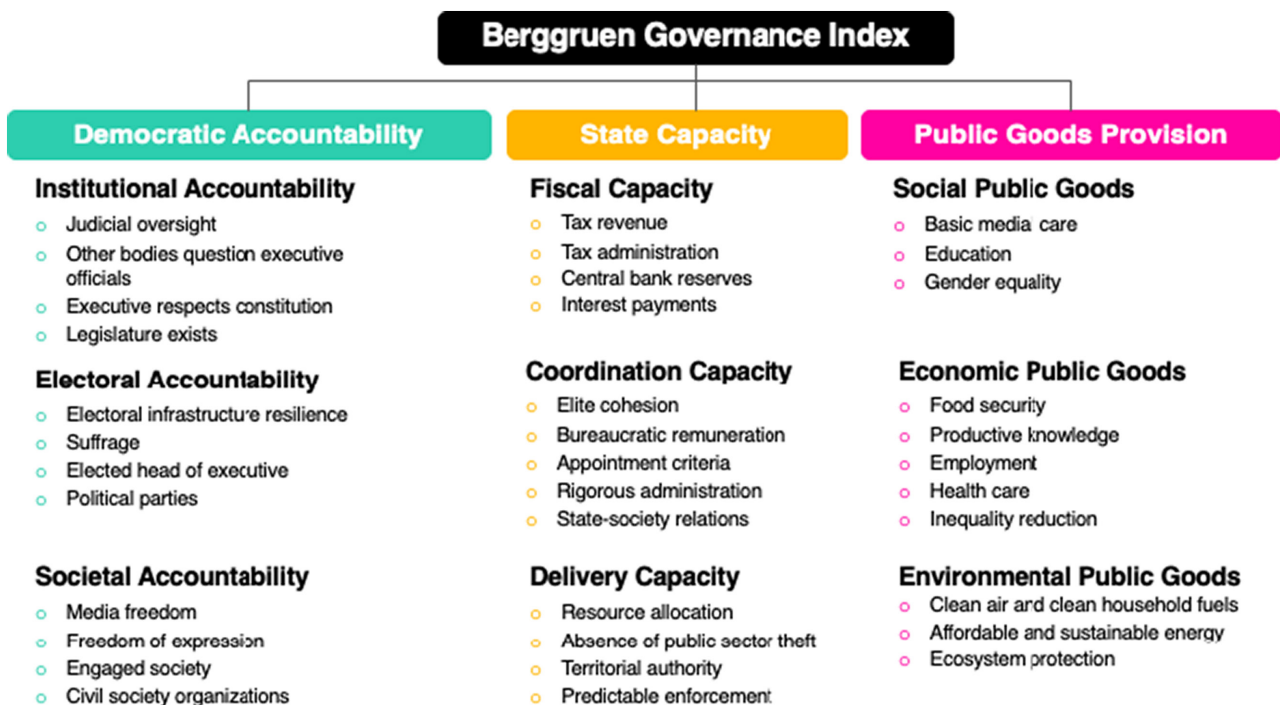 Berggruen Governance Index
Democratic Accountability
Institutional Accountability
Judicial oversight
Other bodies question executive
officials
Executive respects constitution
Legislature exists
Electoral Accountability
Electoral infrastructure resilience
Suffrage
Elected head of executive
Political parties
Societal Accountability
Media freedom
Freedom of expression
Engaged society
Civil society organizations
State Capacity
Fiscal Capacity
Tax revenue
Tax administration
Central bank reserves
Interest payments
Coordination Capacity
Elite cohesion
Bureaucratic remuneration
Appointment criteria
Rigorous administration
State-society relations
Delivery Capacity
Resource allocation
Absence of public sector theft
Territorial authority
Predictable enforcement
Public Goods Provision
Social Public Goods
Basic media care
Education
Gender equality
Economic Public Goods
Food security
Productive knowledge
Employment
Health care
Inequality reduction
Environmental Public Goods
Clean air and clean household fuels
Affordable and sustainable energy
Ecosystem protection